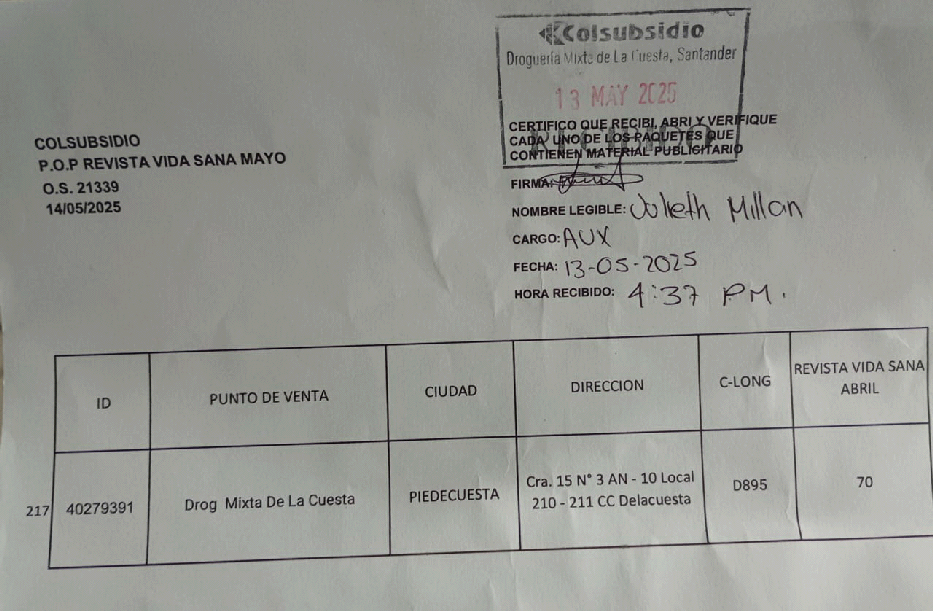 Colsubsidio
Droguería Mixta de La Cuesta, Santander
13 MAY 2025
COLSUBSIDIO
P.O.P REVISTA VIDA SANA MAYO
O.S. 21339
14/05/2025
CERTIFICO QUE RECIBI, ABRI Y VERIFIQUE
CADA UNO DE LOS PAQUETES QUE
CONTIENEN MATERIAL PUBLICITARIO
FIRMA:
NOMBRE LEGIBLE: Julieth Millan
CARGO: AUX
FECHA: 13-05-2025
HORA RECIBIDO: 4:37 PM.
ID
PUNTO DE VENTA
CIUDAD
DIRECCION
C-LONG
REVISTA VIDA SANA
ABRIL
217
40279391
Drog Mixta De La Cuesta
PIEDECUESTA
Cra. 15 N° 3 AN - 10 Local
210 - 211 CC Delacuesta
D895
70